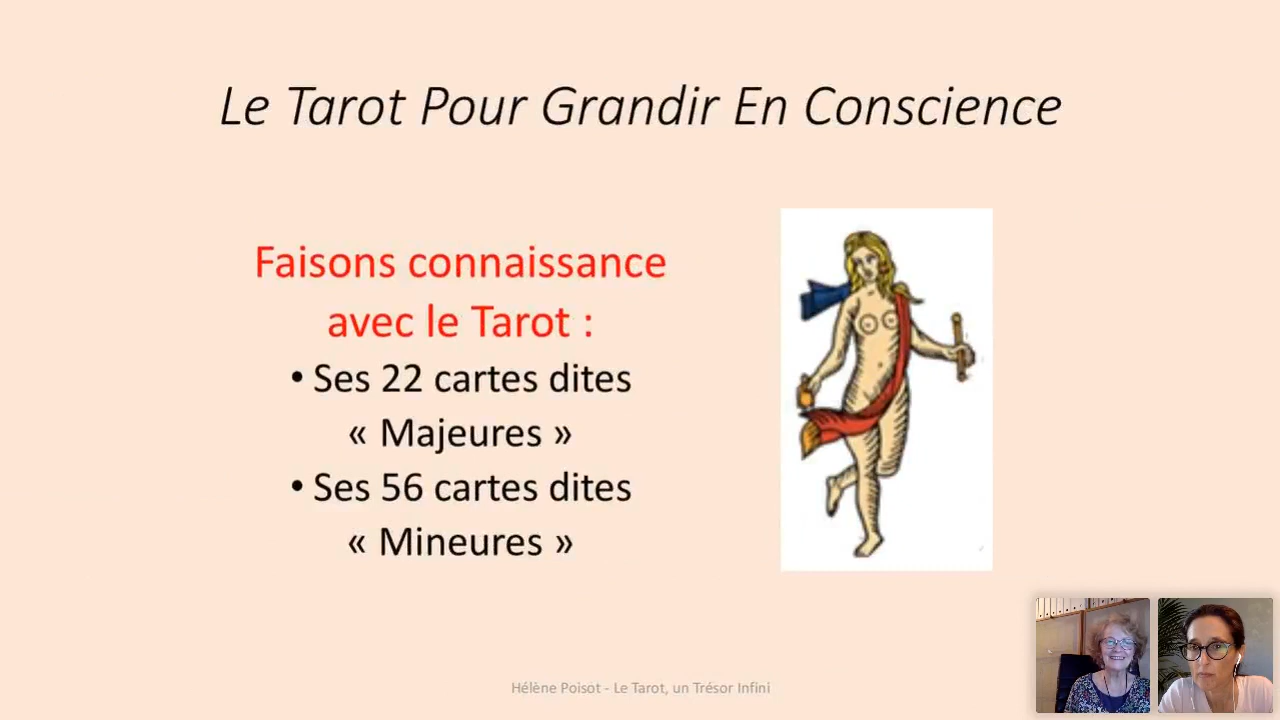 Le Tarot Pour Grandir En Conscience
Faisons connaissance
avec le Tarot :
• Ses 22 cartes dites
« Majeures »
• Ses 56 cartes dites
« Mineures »
Hélène Poisot - Le Tarot, un Trésor Infini